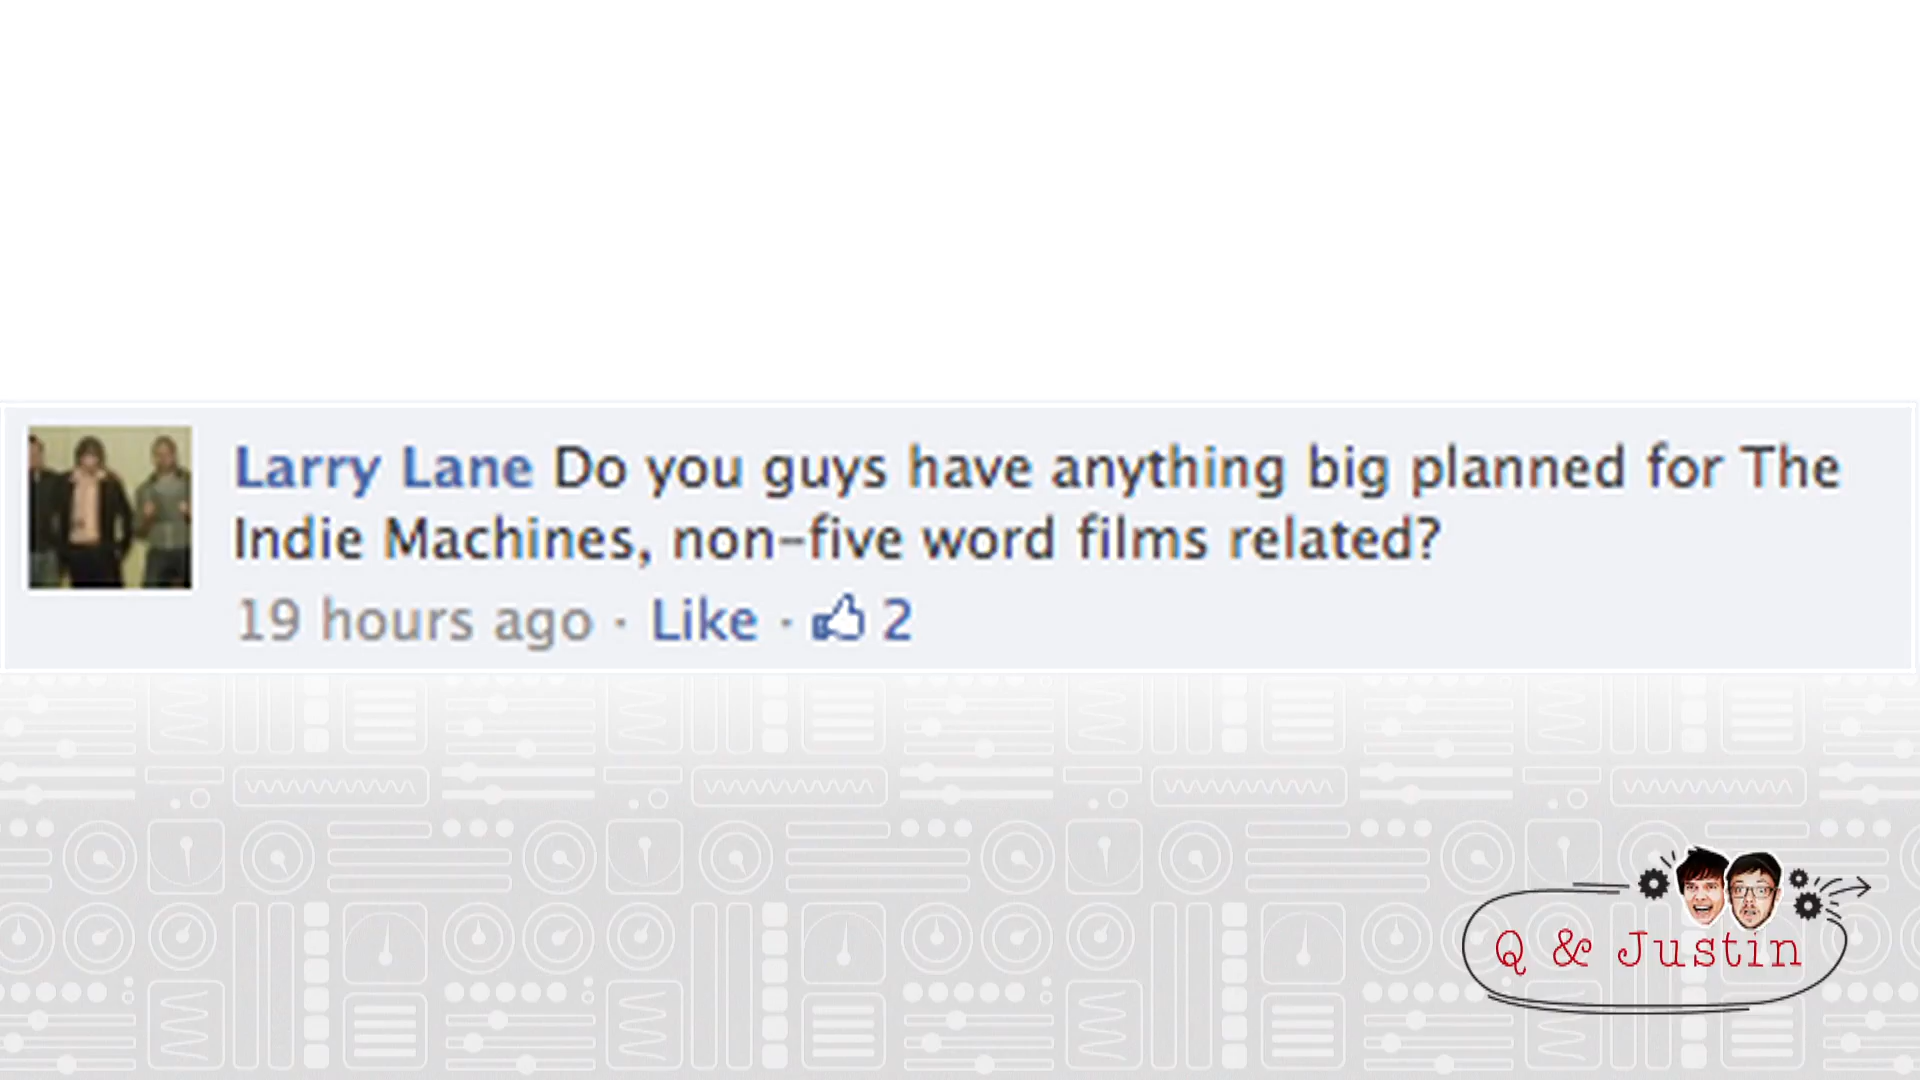 Larry Lane Do you guys have anything big planned for The
Indie Machines, non-five word films related?
19 hours ago · Like · 2
Q & Justin